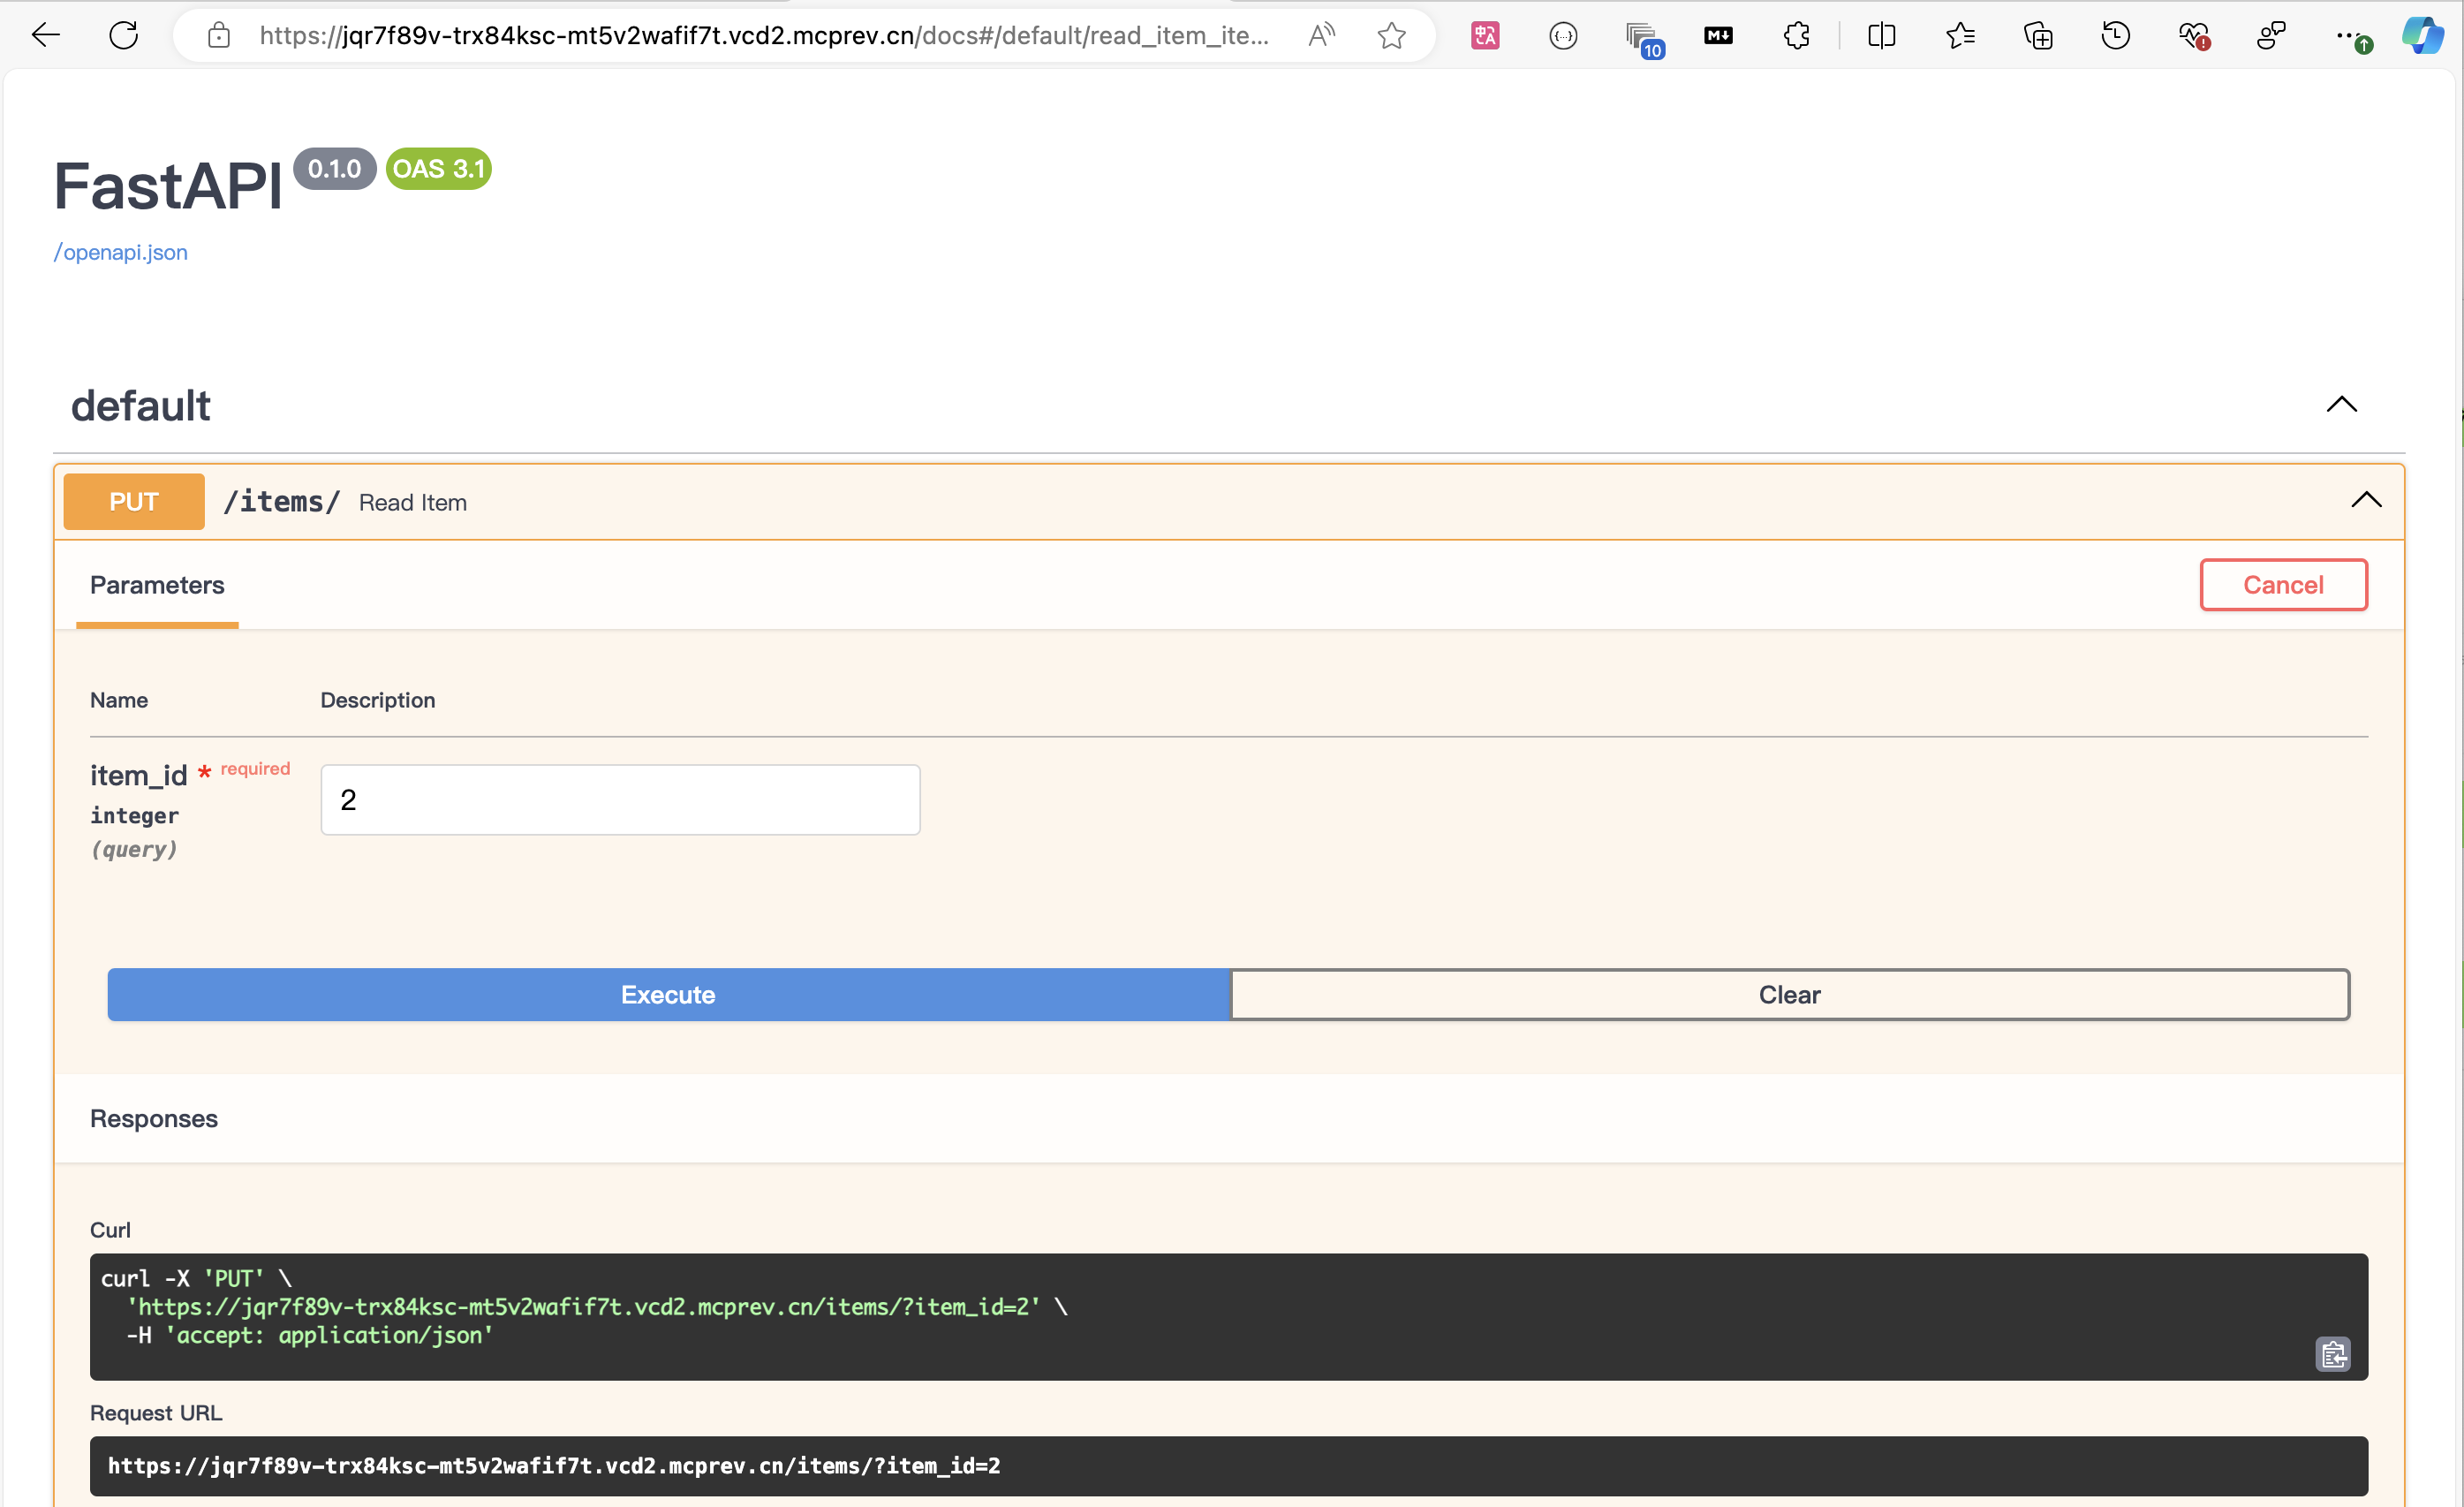 https://jqr7f89v-trx84ksc-mt5v2wafif7t.vcd2.mcprev.cn/docs#/default/read_item_ite...
10
M↓
FastAPI 0.1.0 OAS 3.1
/openapi.json
default
PUT /items/ Read Item
Parameters
Cancel
Name Description
item_id * required
integer
(query)
2
Execute
Clear
Responses
Curl
curl -X 'PUT' \
'https://jqr7f89v-trx84ksc-mt5v2wafif7t.vcd2.mcprev.cn/items/?item_id=2' \
-H 'accept: application/json'
Request URL
https://jqr7f89v-trx84ksc-mt5v2wafif7t.vcd2.mcprev.cn/items/?item_id=2